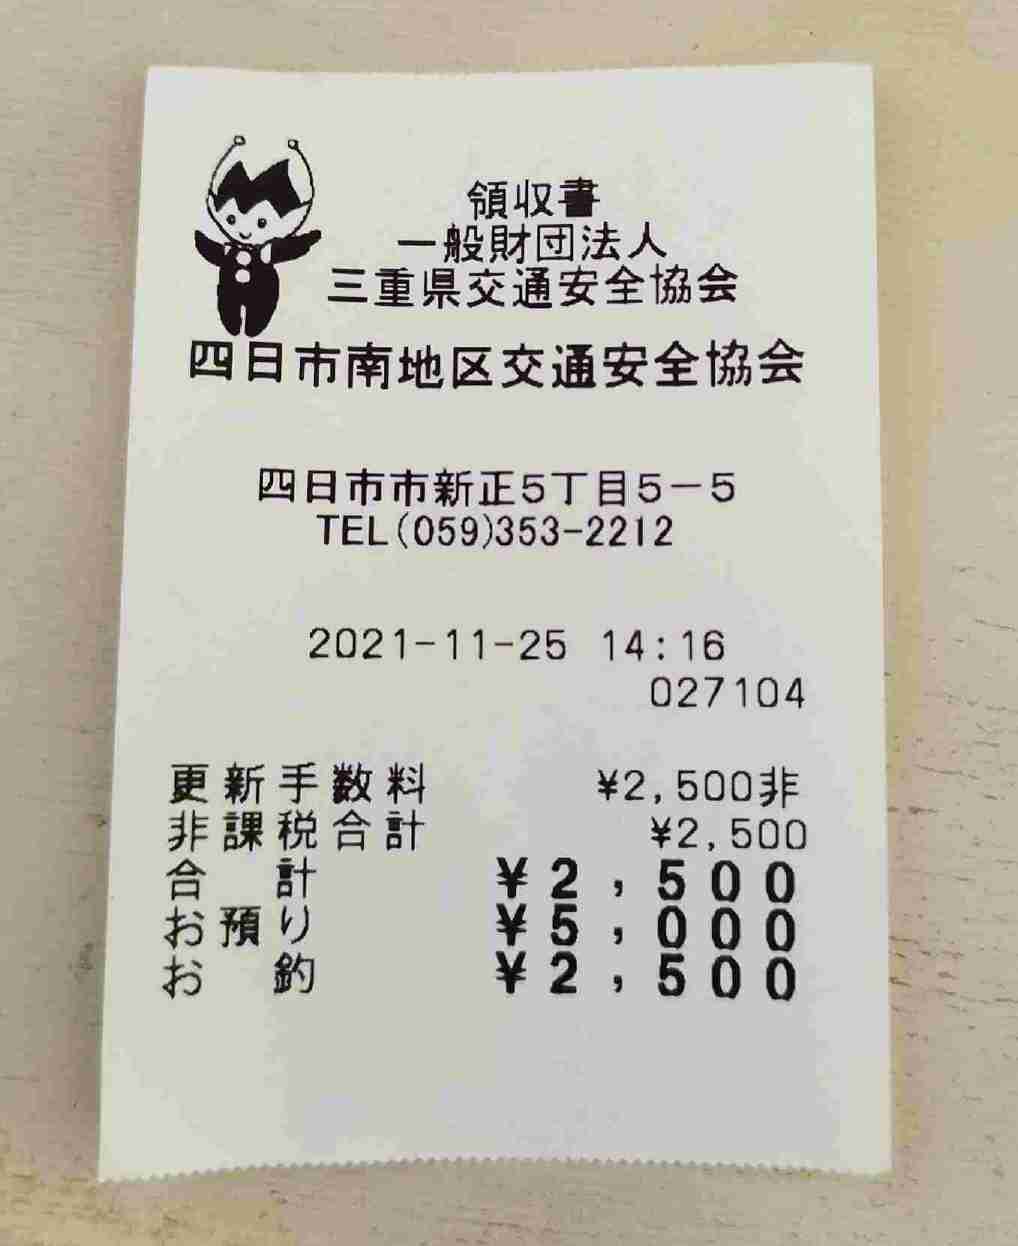 領収書
一般財団法人
三重県交通安全協会
四日市南地区交通安全協会
四日市市新正5丁目5-5
TEL(059)353-2212
2021-11-25 14:16
027104
更新手数料 ¥2,500非
非課税合計 ¥2,500
合計 ¥2,500
お預り ¥5,000
お釣 ¥2,500